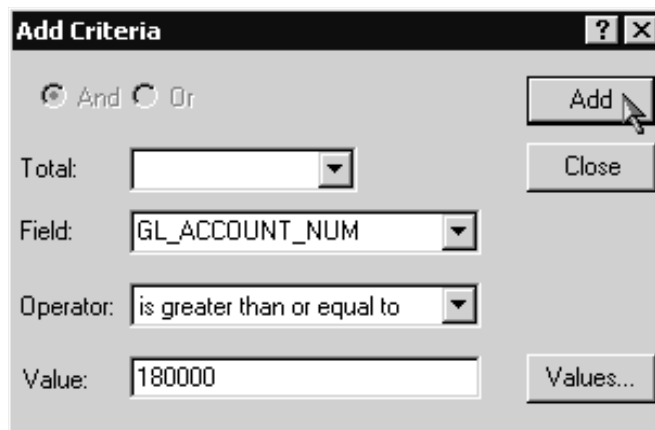 Add Criteria
And Or
Add
Total:
Close
Field: GL_ACCOUNT_NUM
Operator: is greater than or equal to
Value: 180000
Values...